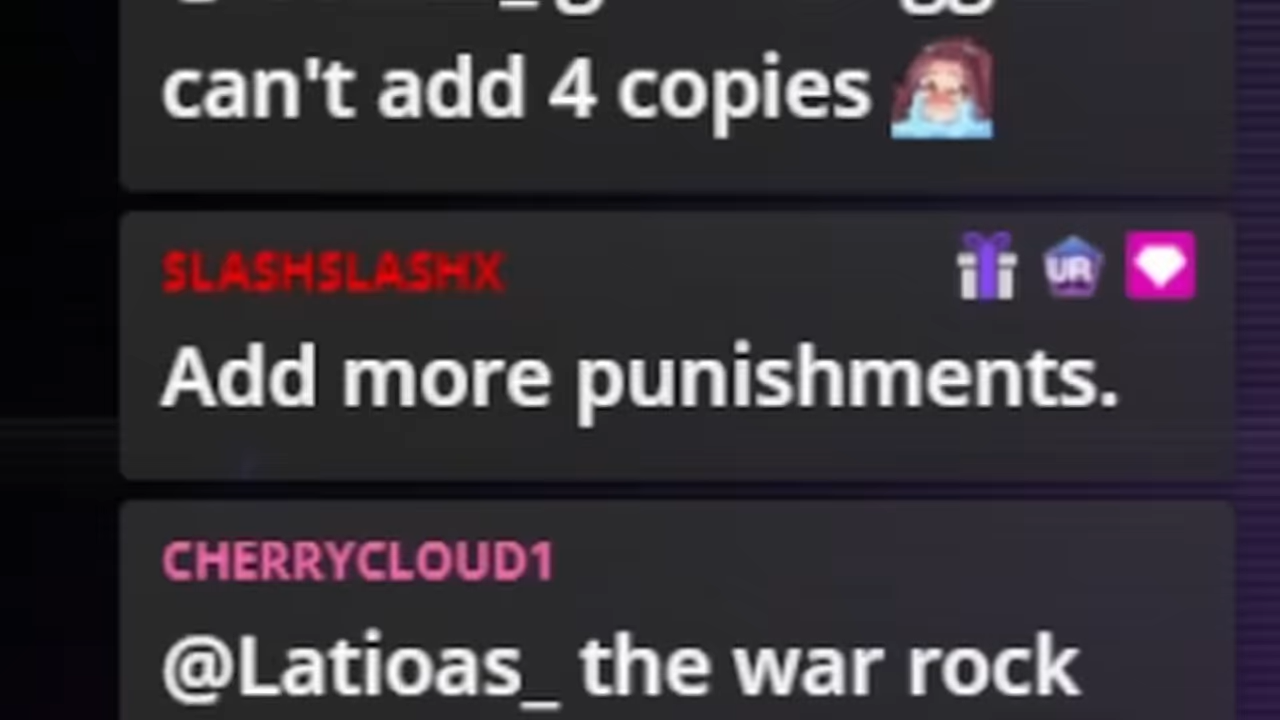 can't add 4 copies
SLASHSLASHX
UR
Add more punishments.
CHERRYCLOUD1
@Latioas_ the war rock